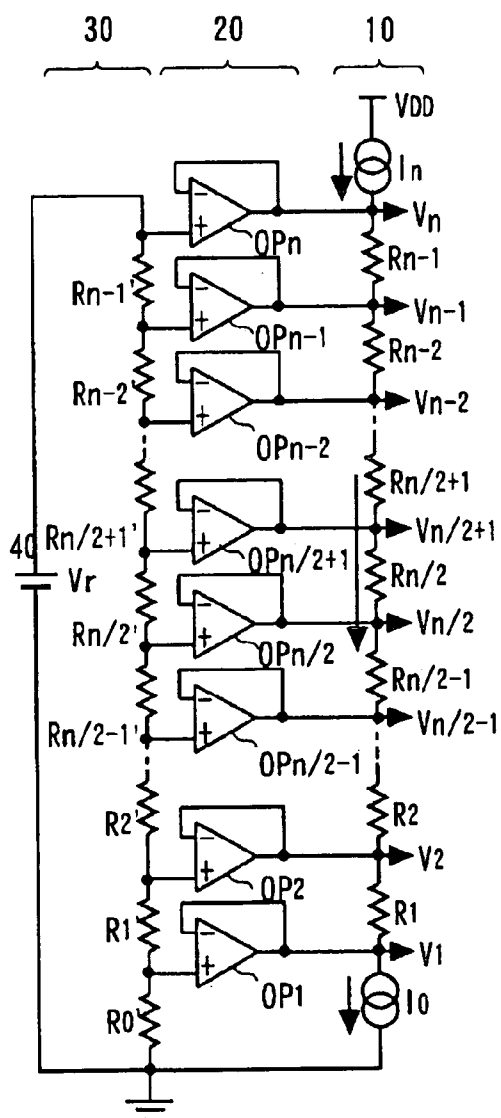 30 20 10
VDD
In
Vn
OPn
Rn-1' Rn-1
Vn-1
OPn-1
Rn-2' Rn-2
Vn-2
OPn-2
Rn/2+1
40 Rn/2+1' Vn/2+1
OPn/2+1
Vr Rn/2
Rn/2' Vn/2
OPn/2
Rn/2-1
Rn/2-1' Vn/2-1
OPn/2-1
R2' R2
V2
OP2
R1' R1
V1
OP1
R0' I0